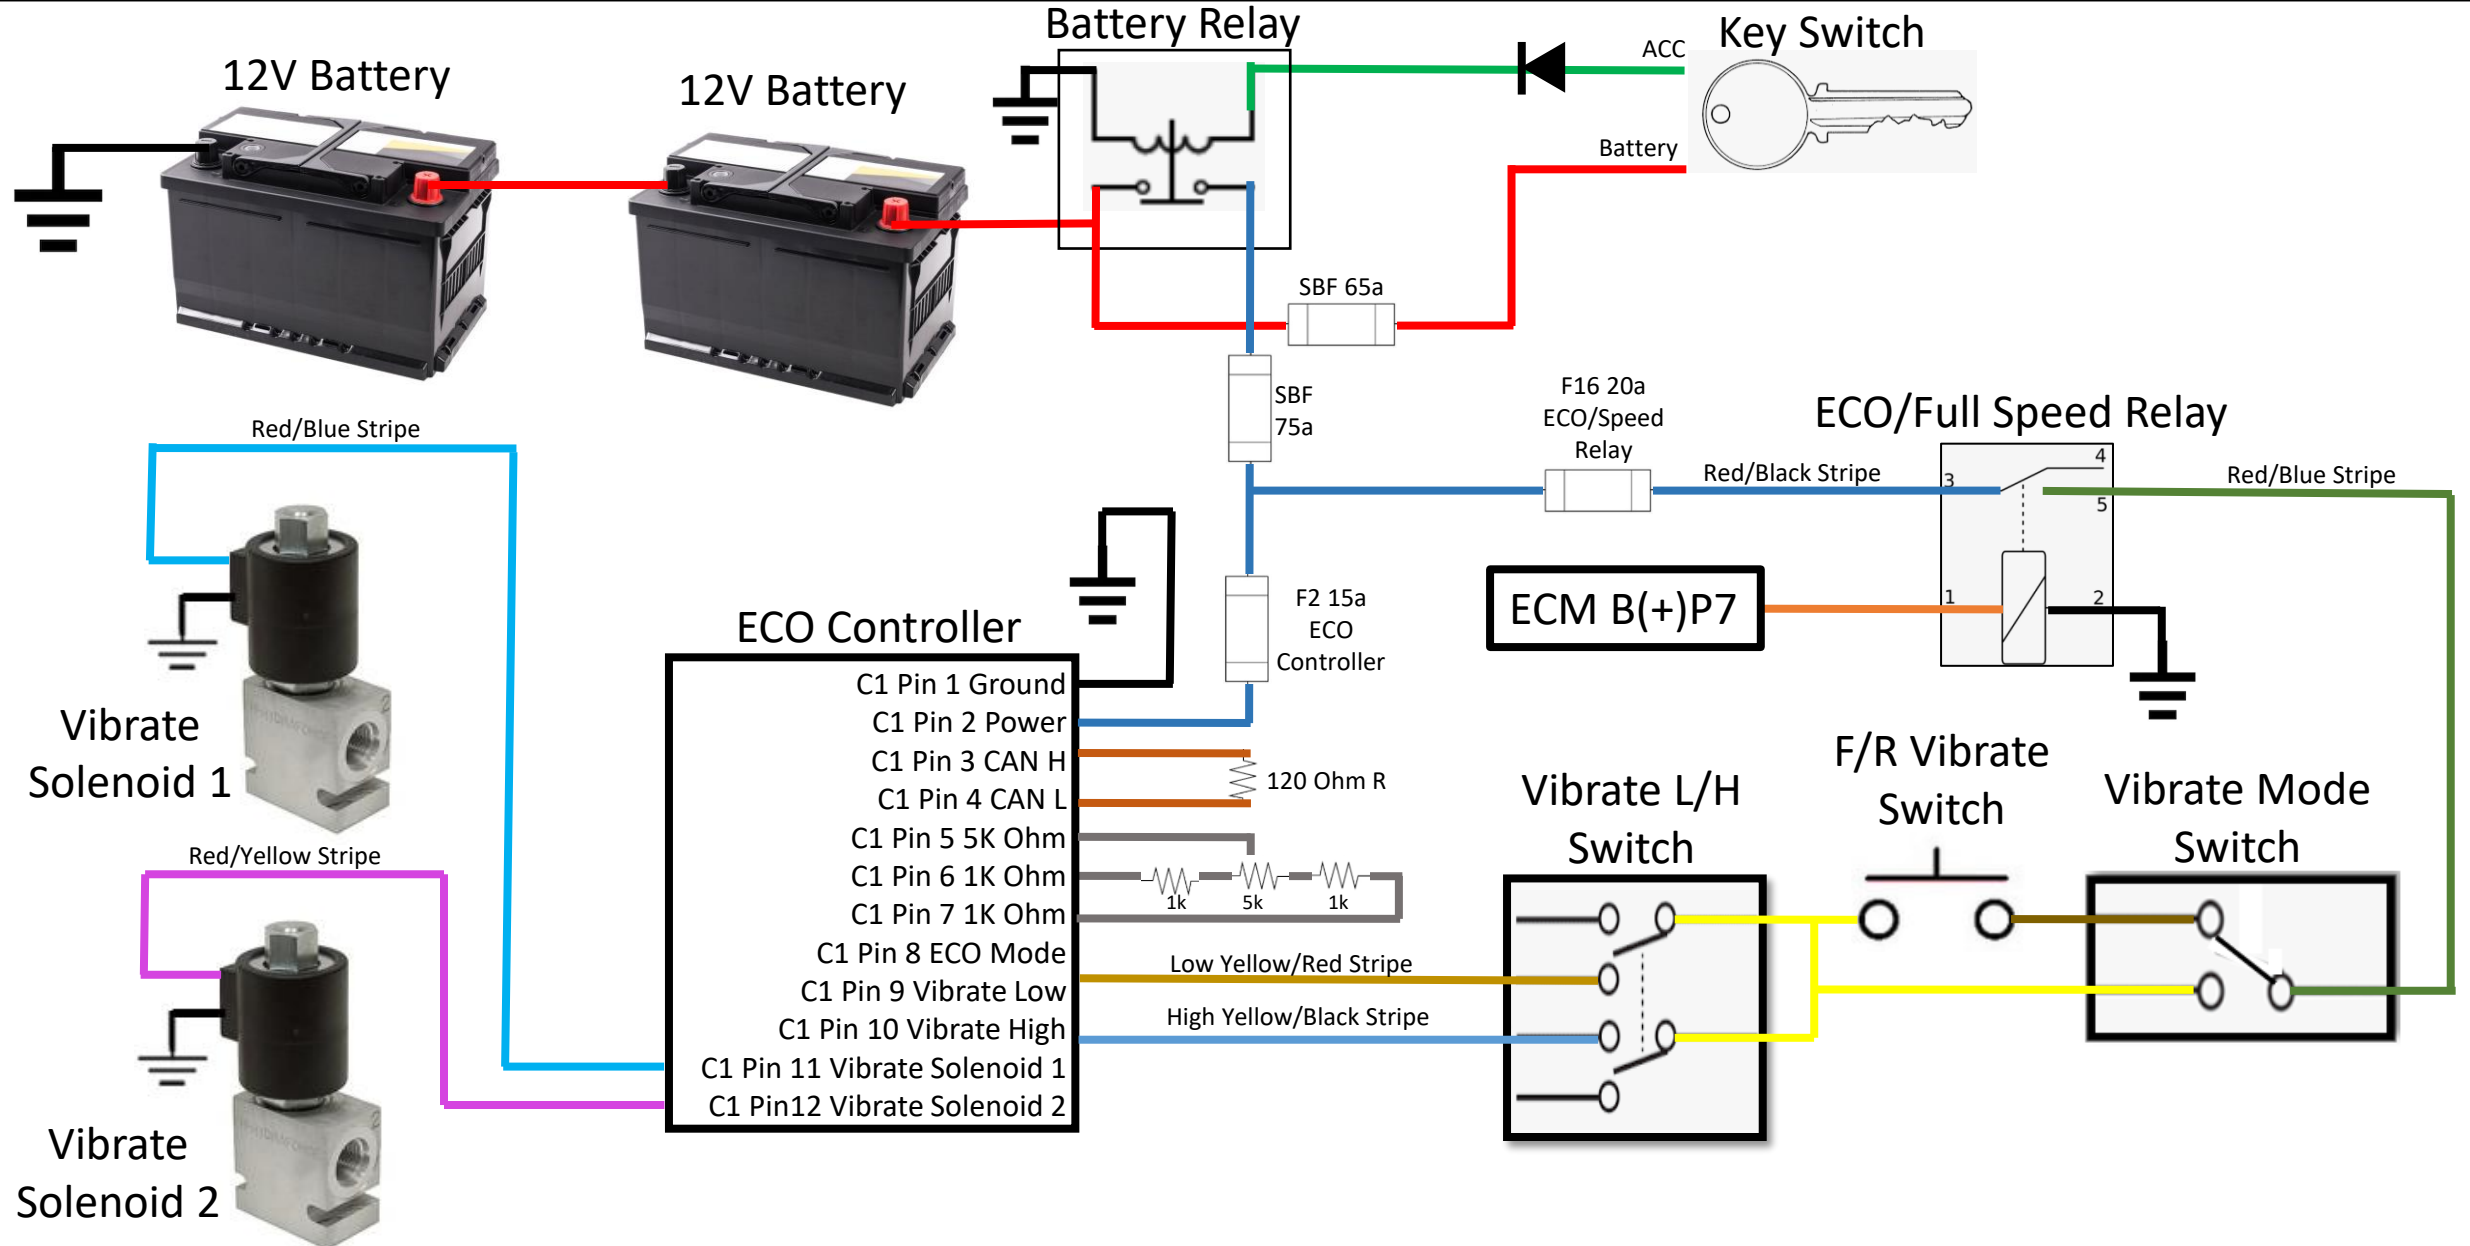 Battery Relay
Key Switch
12V Battery
12V Battery
ACC
Battery
SBF 65a
SBF
75a
F16 20a
ECO/Speed
Relay
ECO/Full Speed Relay
Red/Blue Stripe
Red/Black Stripe
Red/Blue Stripe
3
4
5
1
2
ECM B(+)P7
F2 15a
ECO
Controller
ECO Controller
C1 Pin 1 Ground
C1 Pin 2 Power
C1 Pin 3 CAN H
C1 Pin 4 CAN L
C1 Pin 5 5K Ohm
C1 Pin 6 1K Ohm
C1 Pin 7 1K Ohm
C1 Pin 8 ECO Mode
C1 Pin 9 Vibrate Low
C1 Pin 10 Vibrate High
C1 Pin 11 Vibrate Solenoid 1
C1 Pin12 Vibrate Solenoid 2
120 Ohm R
1k
5k
1k
Low Yellow/Red Stripe
High Yellow/Black Stripe
Vibrate
Solenoid 1
Red/Yellow Stripe
Vibrate
Solenoid 2
Vibrate L/H
Switch
F/R Vibrate
Switch
Vibrate Mode
Switch